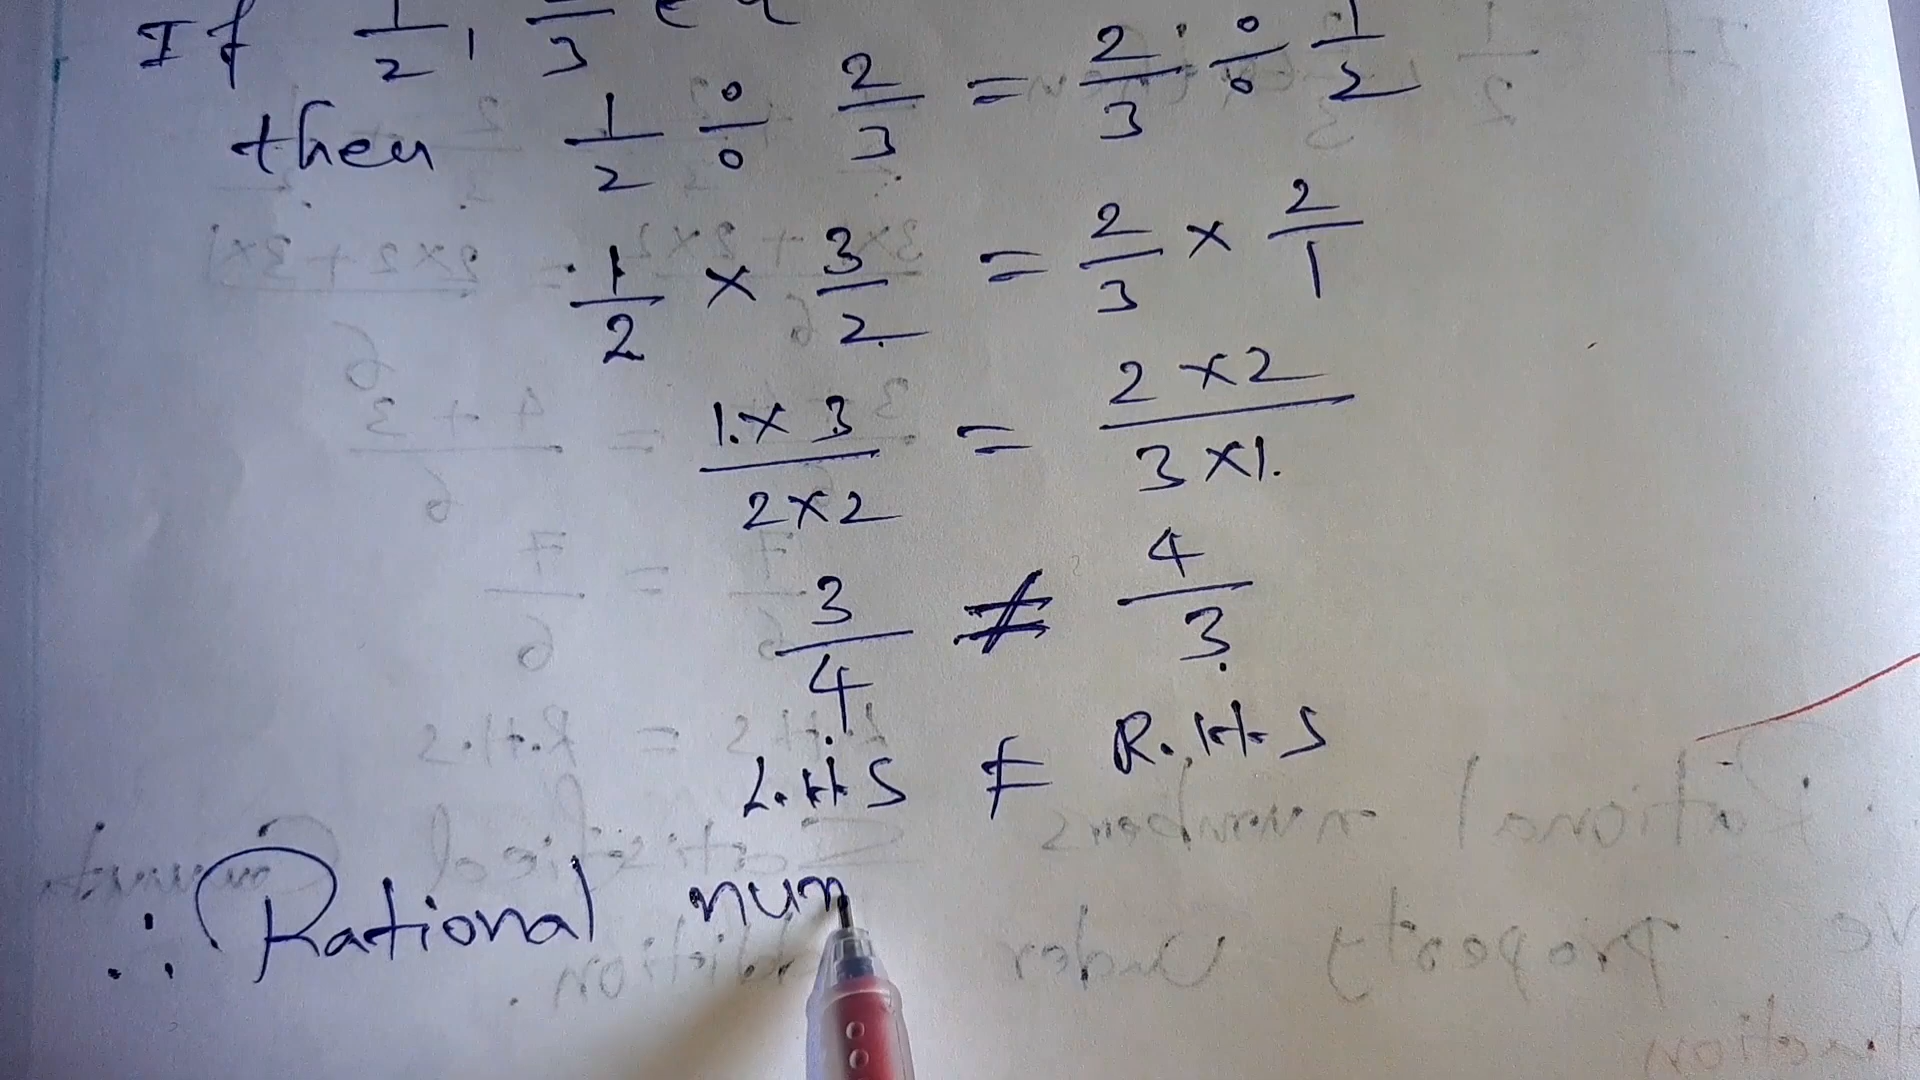 If 1/2, 2/3 ∈ Q
then 1/2 ÷ 2/3 = 2/3 ÷ 1/2
1/2 × 3/2 = 2/3 × 2/1
1×3/2×2 = 2×2/3×1
3/4 ≠ 4/3
L.H.S ≠ R.H.S
∴ Rational num